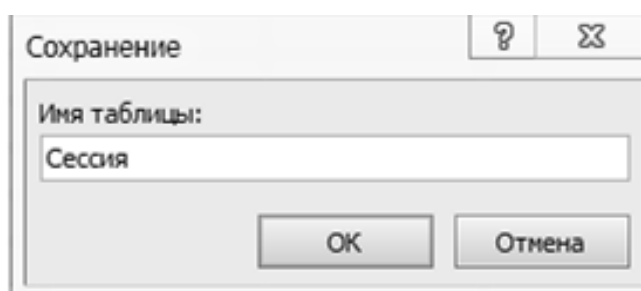 Сохранение
Имя таблицы:
Сессия
ОК Отмена